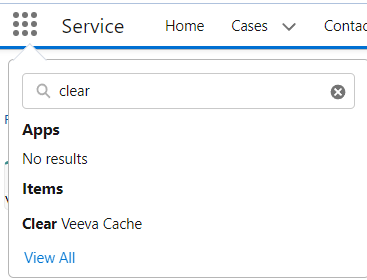 Service Home Cases Contac
clear
Apps
No results
Items
Clear Veeva Cache
View All